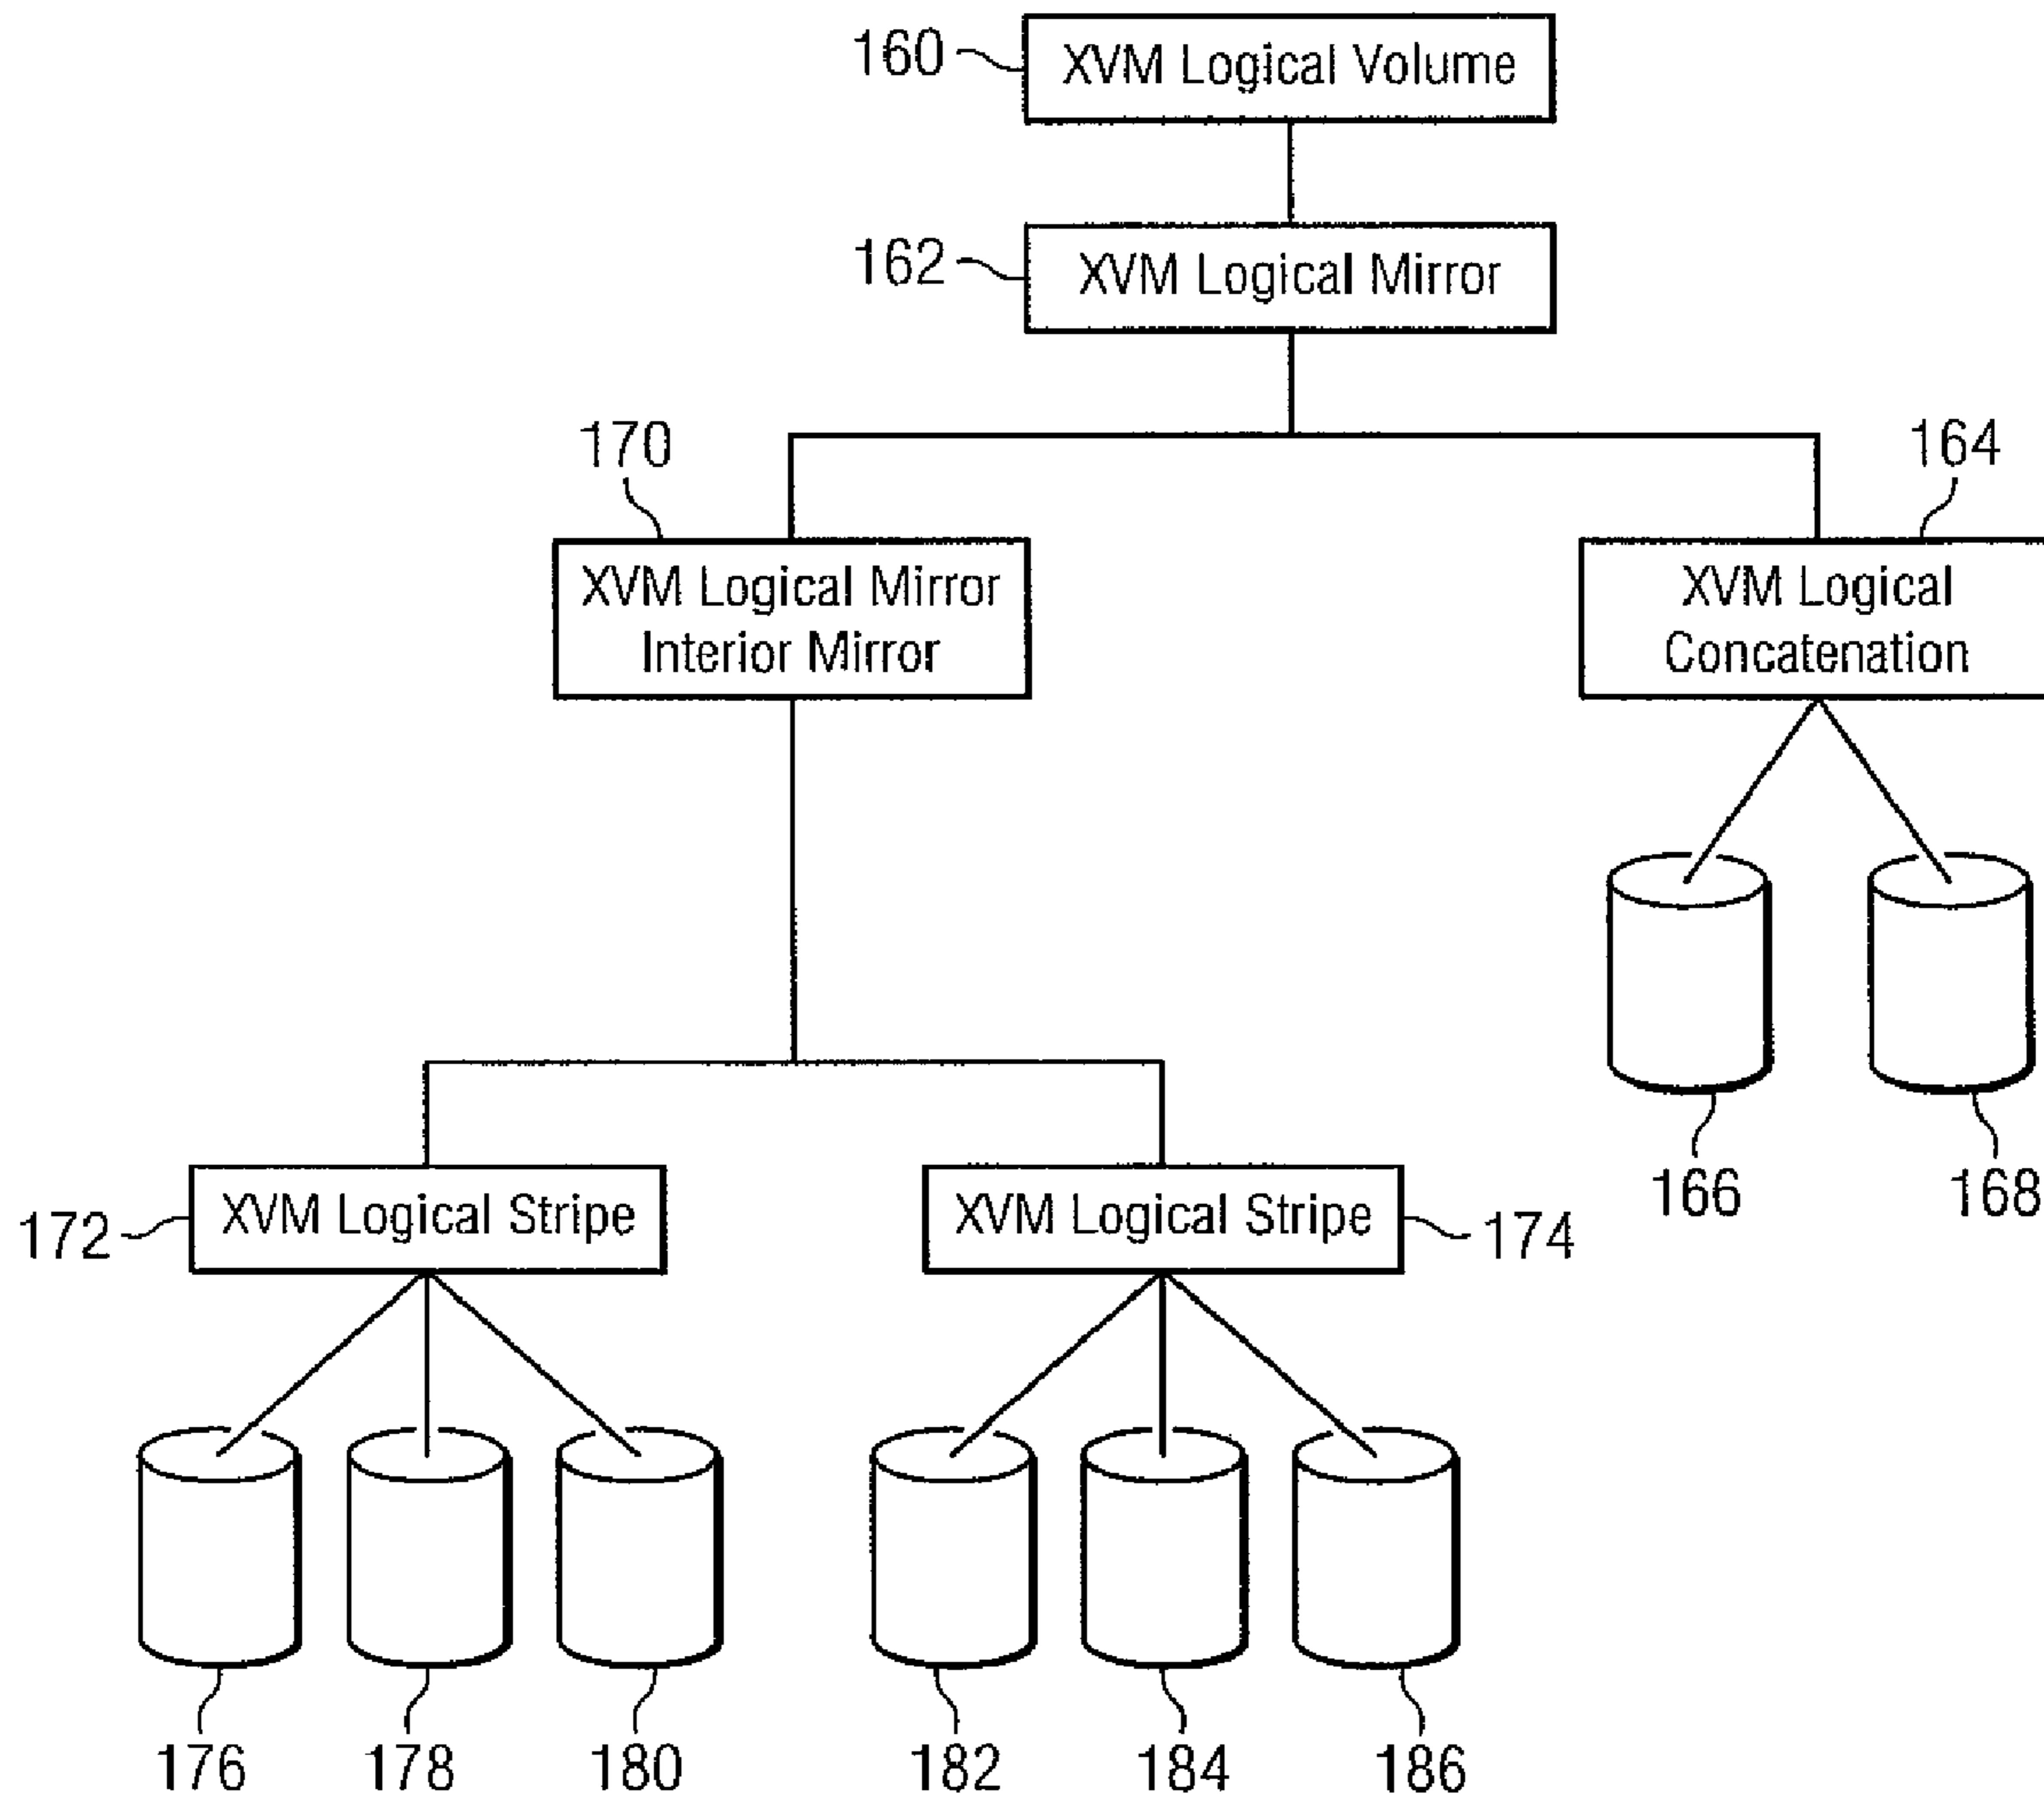 160
XVM Logical Volume
162
XVM Logical Mirror
170
164
XVM Logical Mirror
Interior Mirror
XVM Logical
Concatenation
166
168
172
XVM Logical Stripe
XVM Logical Stripe
174
176
178
180
182
184
186